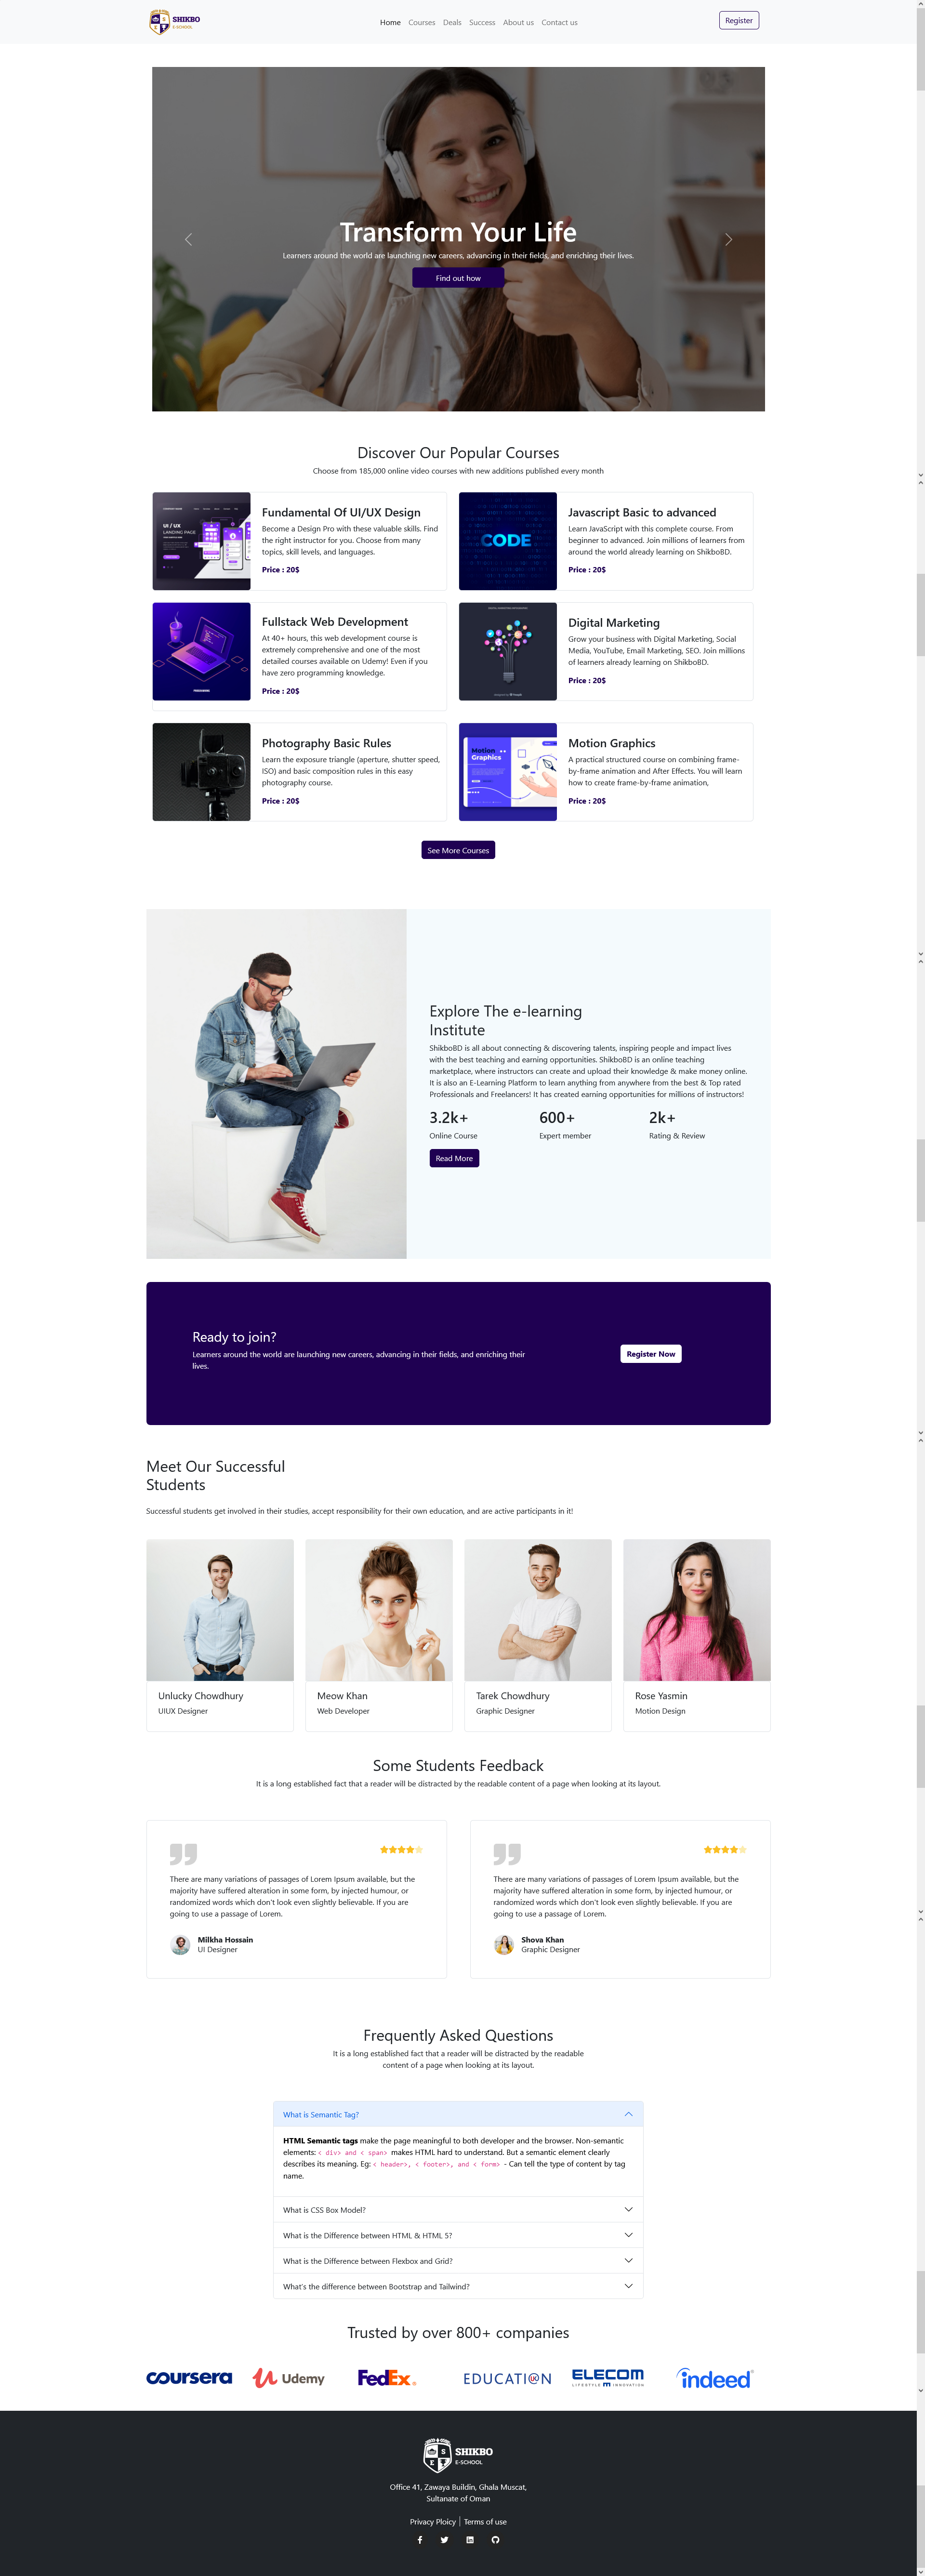 SHIKBO
E-SCHOOL
Home Courses Deals Success About us Contact us
Register
Transform Your Life
Learners around the world are launching new careers, advancing in their fields, and enriching their lives.
Find out how
Discover Our Popular Courses
Choose from 185,000 online video courses with new additions published every month
UI / UX
LANDING PAGE
Fundamental Of UI/UX Design
Become a Design Pro with these valuable skills. Find
the right instructor for you. Choose from many
topics, skill levels, and languages.
Price : 20$
CODE
Javascript Basic to advanced
Learn JavaScript with this complete course. From
beginner to advanced. Join millions of learners from
around the world already learning on ShikboBD.
Price : 20$
Fullstack Web Development
At 40+ hours, this web development course is
extremely comprehensive and one of the most
detailed courses available on Udemy! Even if you
have zero programming knowledge.
Price : 20$
Digital Marketing
Grow your business with Digital Marketing, Social
Media, YouTube, Email Marketing, SEO. Join millions
of learners already learning on ShikboBD.
Price : 20$
Photography Basic Rules
Learn the exposure triangle (aperture, shutter speed,
ISO) and basic composition rules in this easy
photography course.
Price : 20$
Motion
Graphics
Motion Graphics
A practical structured course on combining frame-
by-frame animation and After Effects. You will learn
how to create frame-by-frame animation,
Price : 20$
See More Courses
Explore The e-learning
Institute
ShikboBD is all about connecting & discovering talents, inspiring people and impact lives
with the best teaching and earning opportunities. ShikboBD is an online teaching
marketplace, where instructors can create and upload their knowledge & make money online.
It is also an E-Learning Platform to learn anything from anywhere from the best & Top rated
Professionals and Freelancers! It has created earning opportunities for millions of instructors!
3.2k+ 600+ 2k+
Online Course Expert member Rating & Review
Read More
Ready to join?
Learners around the world are launching new careers, advancing in their fields, and enriching their
lives.
Register Now
Meet Our Successful
Students
Successful students get involved in their studies, accept responsibility for their own education, and are active participants in it!
Unlucky Chowdhury
UIUX Designer
Meow Khan
Web Developer
Tarek Chowdhury
Graphic Designer
Rose Yasmin
Motion Design
Some Students Feedback
It is a long established fact that a reader will be distracted by the readable content of a page when looking at its layout.
There are many variations of passages of Lorem Ipsum available, but the
majority have suffered alteration in some form, by injected humour, or
randomized words which don't look even slightly believable. If you are
going to use a passage of Lorem.
Milkha Hossain
UI Designer
There are many variations of passages of Lorem Ipsum available, but the
majority have suffered alteration in some form, by injected humour, or
randomized words which don't look even slightly believable. If you are
going to use a passage of Lorem.
Shova Khan
Graphic Designer
Frequently Asked Questions
It is a long established fact that a reader will be distracted by the readable
content of a page when looking at its layout.
What is Semantic Tag?
HTML Semantic tags make the page meaningful to both developer and the browser. Non-semantic
elements: < div> and < span> makes HTML hard to understand. But a semantic element clearly
describes its meaning. Eg: < header>, < footer>, and < form> - Can tell the type of content by tag
name.
What is CSS Box Model?
What is the Difference between HTML & HTML 5?
What is the Difference between Flexbox and Grid?
What's the difference between Bootstrap and Tailwind?
Trusted by over 800+ companies
coursera Udemy FedEx EDUCATION UK ELECOM indeed
LIFESTYLE INNOVATION
SHIKBO
E-SCHOOL
Office 41, Zawaya Buildin, Ghala Muscat,
Sultanate of Oman
Privacy Ploicy | Terms of use